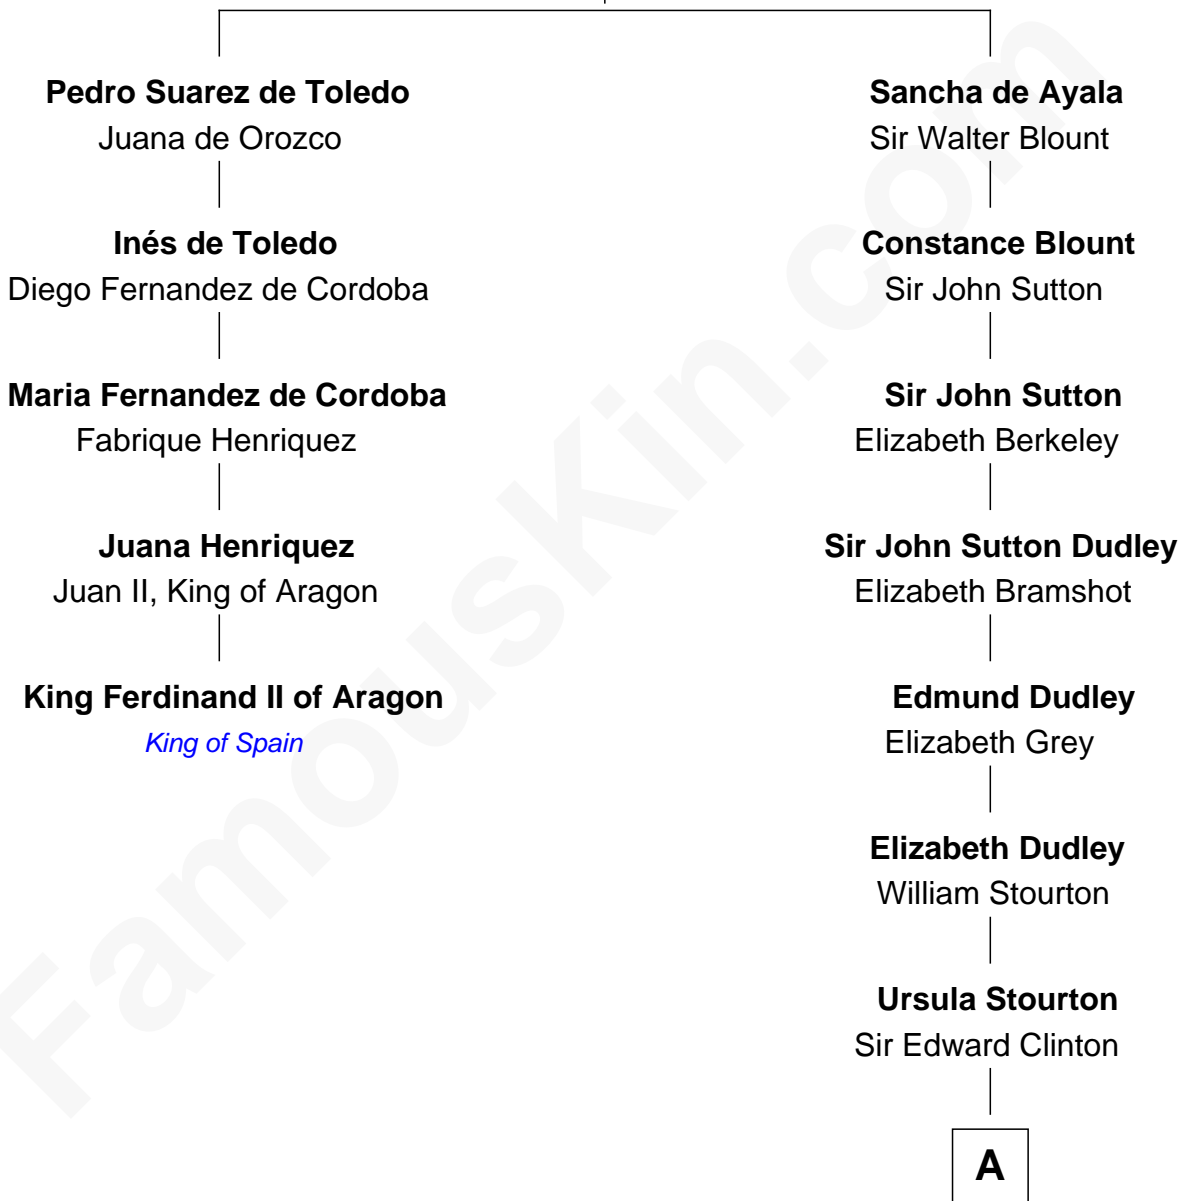 Pedro Suarez de Toledo
Juana de Orozco
Inés de Toledo
Diego Fernandez de Cordoba
Maria Fernandez de Cordoba
Fabrique Henriquez
Juana Henriquez
Juan II, King of Aragon
King Ferdinand II of Aragon
King of Spain
Sancha de Ayala
Sir Walter Blount
Constance Blount
Sir John Sutton
Sir John Sutton
Elizabeth Berkeley
Sir John Sutton Dudley
Elizabeth Bramshot
Edmund Dudley
Elizabeth Grey
Elizabeth Dudley
William Stourton
Ursula Stourton
Sir Edward Clinton
A
FamousKin.com